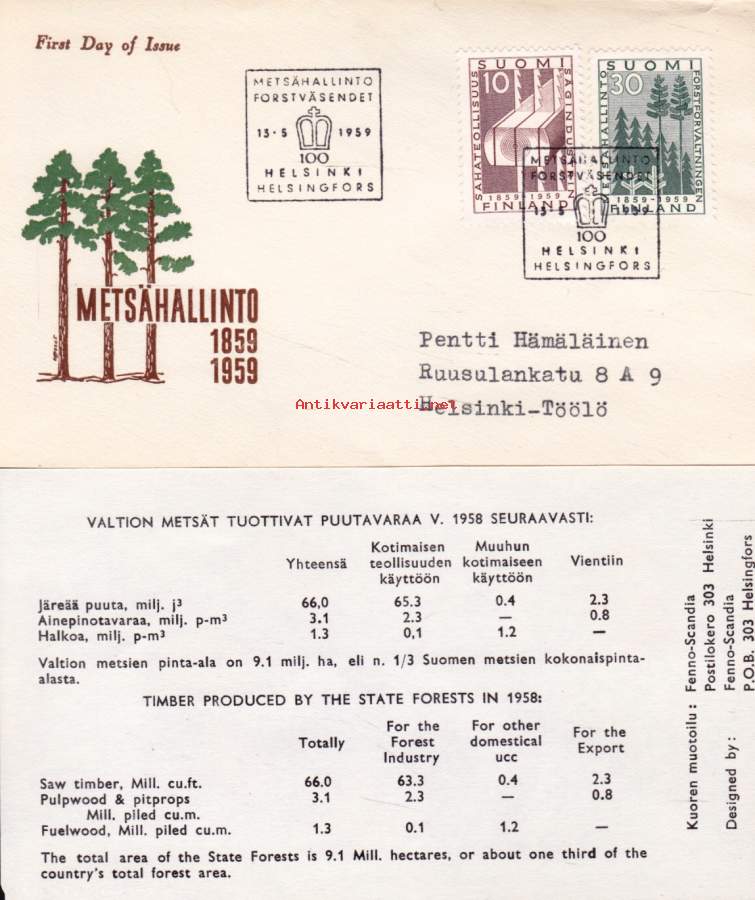 First Day of Issue
METSÄHALLINTO
FORSTVÄSENDET
13·5 1959
100
HELSINKI
HELSINGFORS
10 SUOMI
SAHATEOLLISUUS
SÅGINDUSTRIN
1859-1959
FINLAND
30 SUOMI
METSÄHALLINTO
FORSTFÖRVALTNINGEN
1859-1959
FINLAND
METSÄHALLINTO
FORSTVÄSENDET
13·5 1959
100
HELSINKI
HELSINGFORS
METSÄHALLINTO
1859
1959
Pentti Hämäläinen
Ruusulankatu 8 A 9
Helsinki-Töölö
Antikvariaatti.net
VALTION METSÄT TUOTTIVAT PUUTAVARAA V. 1958 SEURAAVASTI:
Yhteensä Kotimaisen teollisuuden käyttöön Muuhun kotimaiseen käyttöön Vientiin
Järeää puuta, milj. j³ 66,0 65.3 0.4 2.3
Ainepinotavaraa, milj. p-m³ 3.1 2.3 — 0.8
Halkoa, milj. p-m³ 1.3 0,1 1.2 —
Valtion metsien pinta-ala on 9.1 milj. ha, eli n. 1/3 Suomen metsien kokonaispinta-
alasta.
TIMBER PRODUCED BY THE STATE FORESTS IN 1958:
Totally For the Forest Industry For other domestical ucc For the Export
Saw timber, Mill. cu.ft. 66.0 63.3 0.4 2.3
Pulpwood & pitprops 3.1 2.3 — 0.8
Mill. piled cu.m.
Fuelwood, Mill. piled cu.m. 1.3 0.1 1.2 —
The total area of the State Forests is 9.1 Mill. hectares, or about one third of the
country's total forest area.
Kuoren muotoilu: Fenno-Scandia
Postilokero 303 Helsinki
Designed by: Fenno-Scandia
P.O.B. 303 Helsingfors